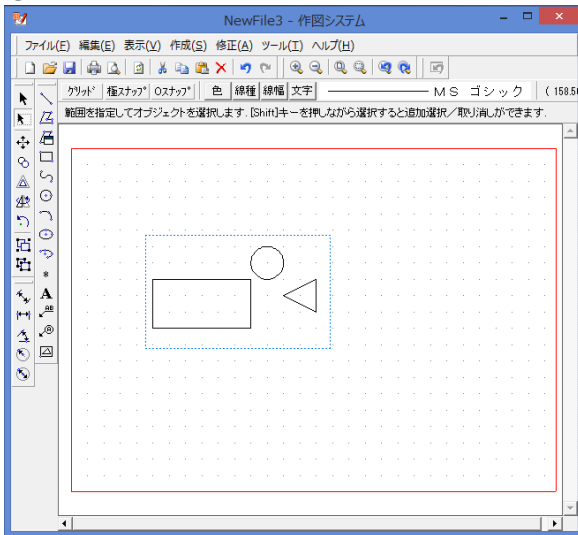 NewFile3 - 作図システム
ファイル(F) 編集(E) 表示(V) 作成(S) 修正(A) ツール(T) ヘルプ(H)
グリッド 極スナップ Oスナップ 色 線種 線幅 文字 ＭＳ ゴシック ( 158.50
範囲を指定してオブジェクトを選択します. [Shift]キーを押しながら選択すると追加選択／取り消しができます.
A
AB